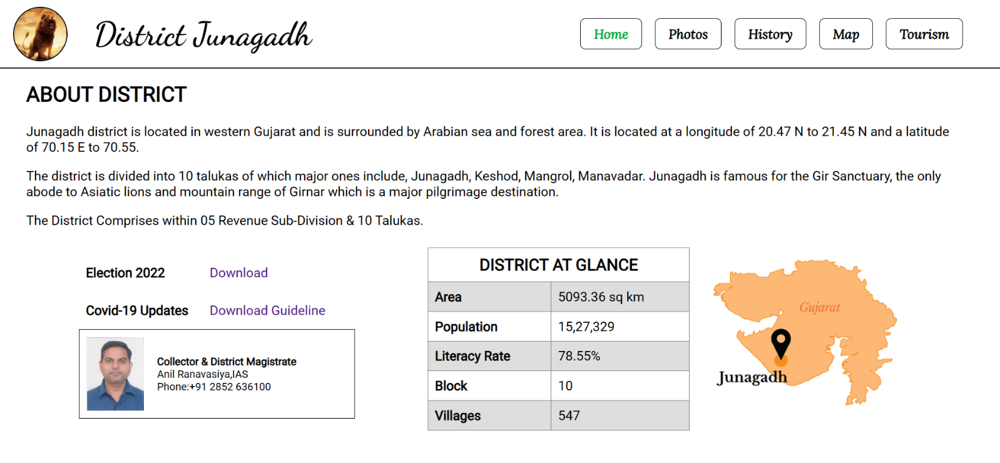 District Junagadh
Home
Photos
History
Map
Tourism
ABOUT DISTRICT
Junagadh district is located in western Gujarat and is surrounded by Arabian sea and forest area. It is located at a longitude of 20.47 N to 21.45 N and a latitude
of 70.15 E to 70.55.
The district is divided into 10 talukas of which major ones include, Junagadh, Keshod, Mangrol, Manavadar. Junagadh is famous for the Gir Sanctuary, the only
abode to Asiatic lions and mountain range of Girnar which is a major pilgrimage destination.
The District Comprises within 05 Revenue Sub-Division & 10 Talukas.
Election 2022 Download
Covid-19 Updates Download Guideline
Collector & District Magistrate
Anil Ranavasiya,IAS
Phone:+91 2852 636100
DISTRICT AT GLANCE
Area 5093.36 sq km
Population 15,27,329
Literacy Rate 78.55%
Block 10
Villages 547
Gujarat
Junagadh